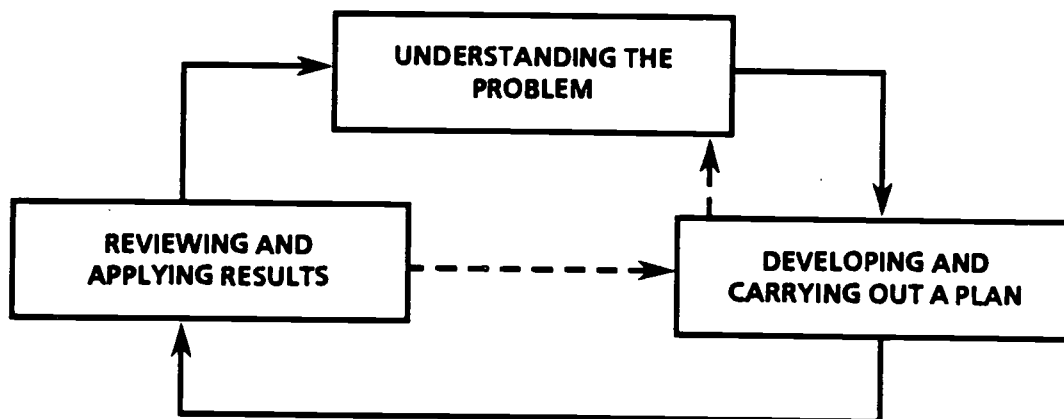 UNDERSTANDING THE
PROBLEM
REVIEWING AND
APPLYING RESULTS
DEVELOPING AND
CARRYING OUT A PLAN